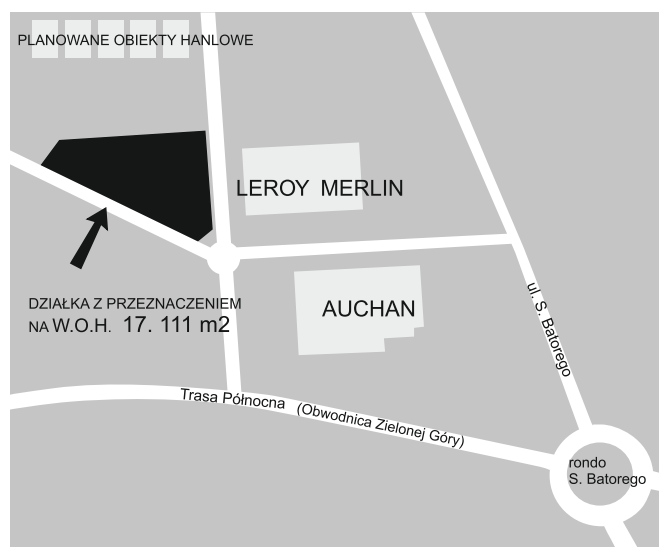 PLANOWANE OBIEKTY HANLOWE
LEROY MERLIN
DZIAŁKA Z PRZEZNACZENIEM
NA W.O.H. 17. 111 m2
AUCHAN
ul. S. Batorego
Trasa Północna (Obwodnica Zielonej Góry)
rondo
S. Batorego